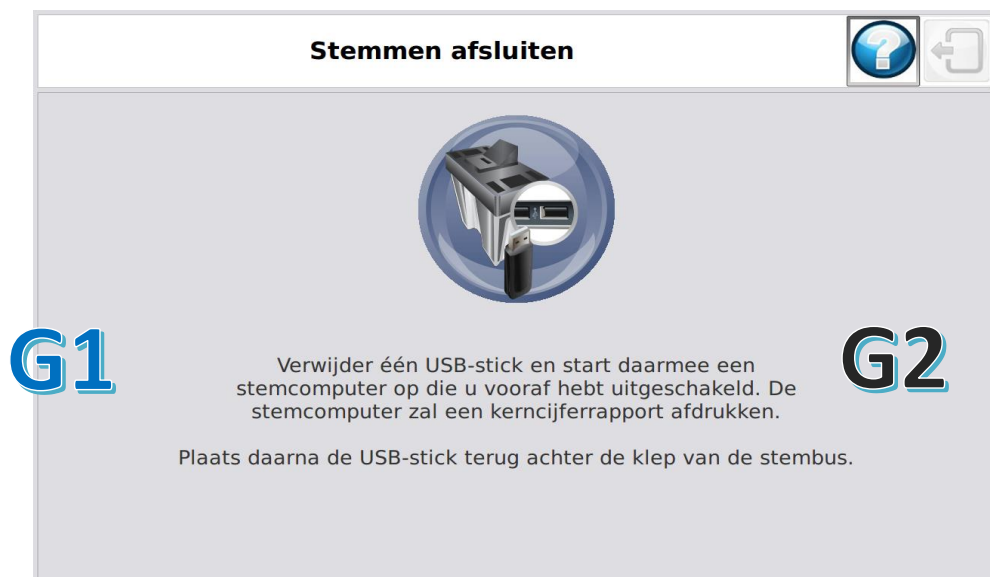 Stemmen afsluiten
G1
G2
Verwijder één USB-stick en start daarmee een
stemcomputer op die u vooraf hebt uitgeschakeld. De
stemcomputer zal een kerncijferrapport afdrukken.
Plaats daarna de USB-stick terug achter de klep van de stembus.